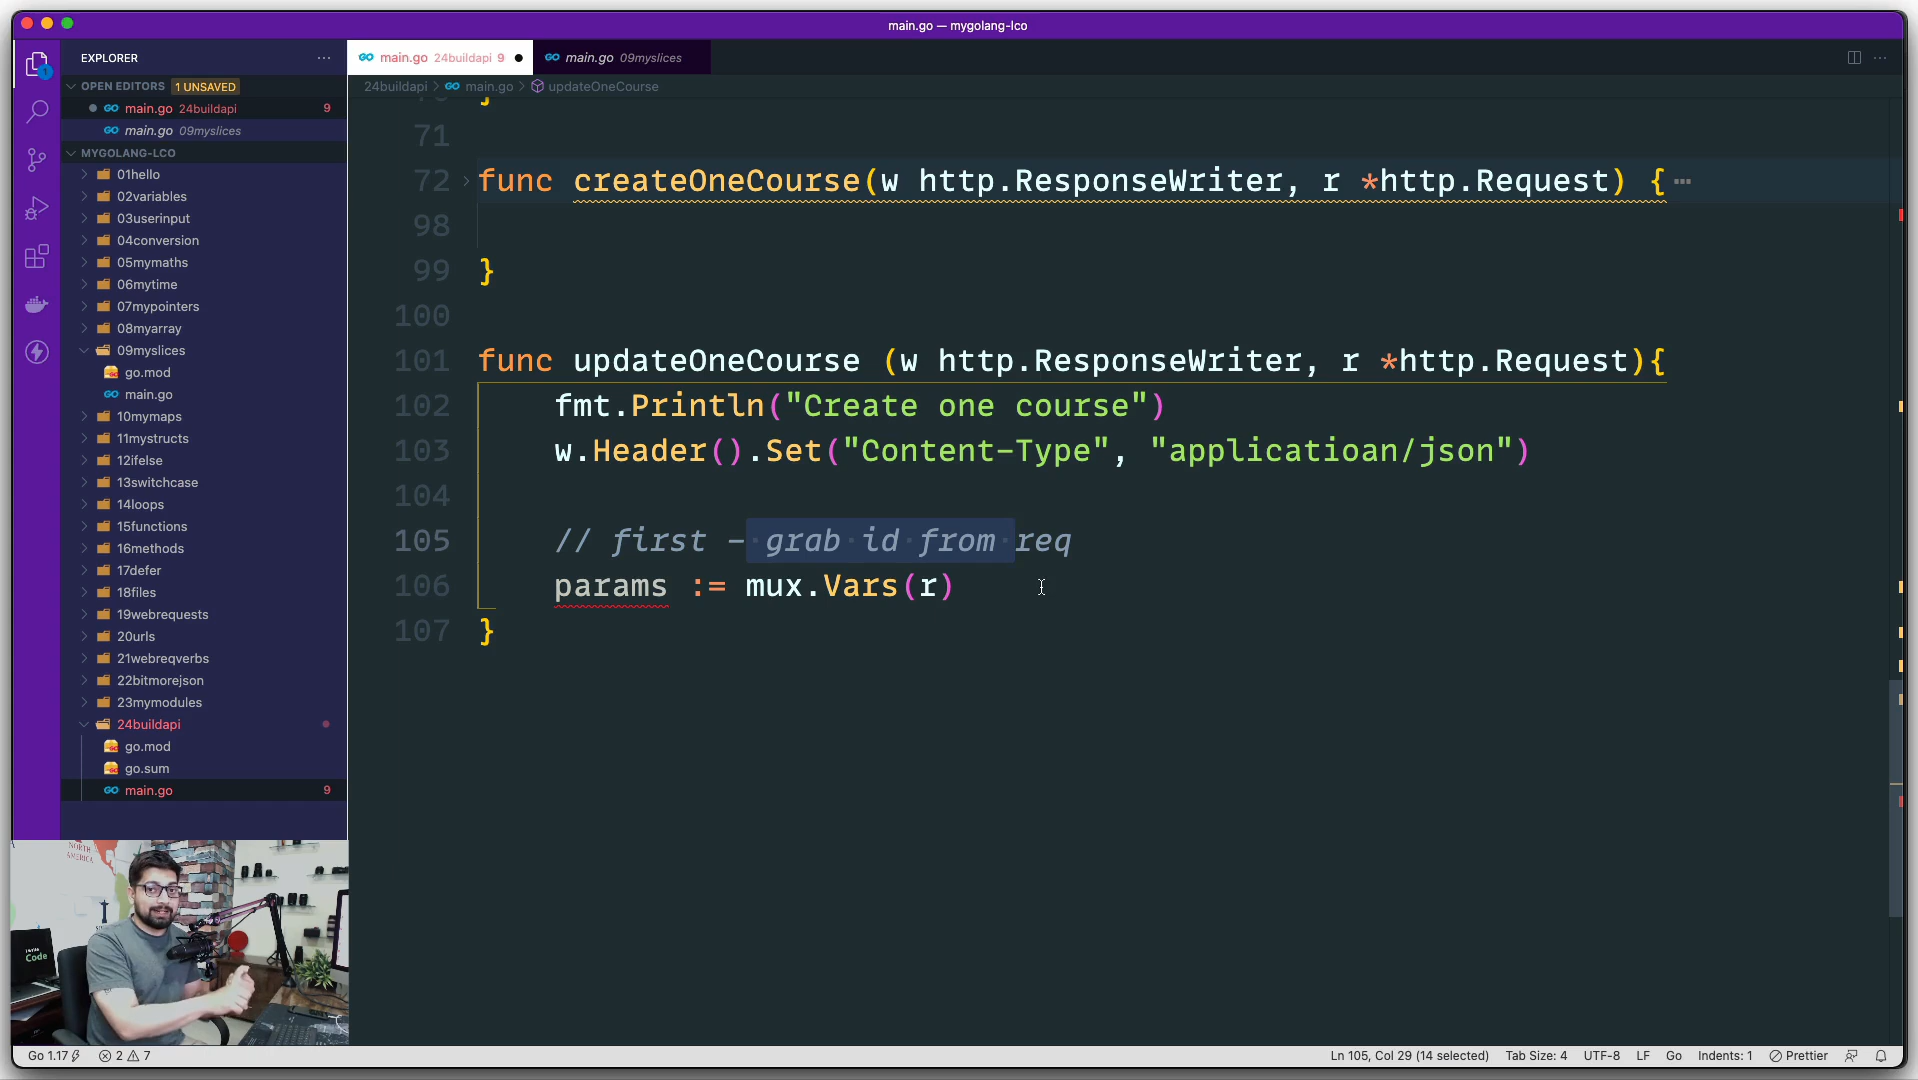 main.go — mygolang-lco
EXPLORER
main.go 24buildapi 9
main.go 09myslices
24buildapi > main.go > updateOneCourse
OPEN EDITORS 1 UNSAVED
main.go 24buildapi 9
main.go 09myslices
MYGOLANG-LCO
01hello
02variables
03userinput
04conversion
05mymaths
06mytime
07mypointers
08myarray
09myslices
go.mod
main.go
10mymaps
11mystructs
12ifelse
13switchcase
14loops
15functions
16methods
17defer
18files
19webrequests
20urls
21webreqverbs
22bitmorejson
23mymodules
24buildapi
go.mod
go.sum
main.go 9
71
72 func createOneCourse(w http.ResponseWriter, r *http.Request) {
98
99 }
100
101 func updateOneCourse (w http.ResponseWriter, r *http.Request){
102 fmt.Println("Create one course")
103 w.Header().Set("Content-Type", "applicatioan/json")
104
105 // first - grab id from req
106 params := mux.Vars(r)
107 }
NORTH
AMERICA
Code
Go 1.17 2 7 Ln 105, Col 29 (14 selected) Tab Size: 4 UTF-8 LF Go Indents: 1 Prettier